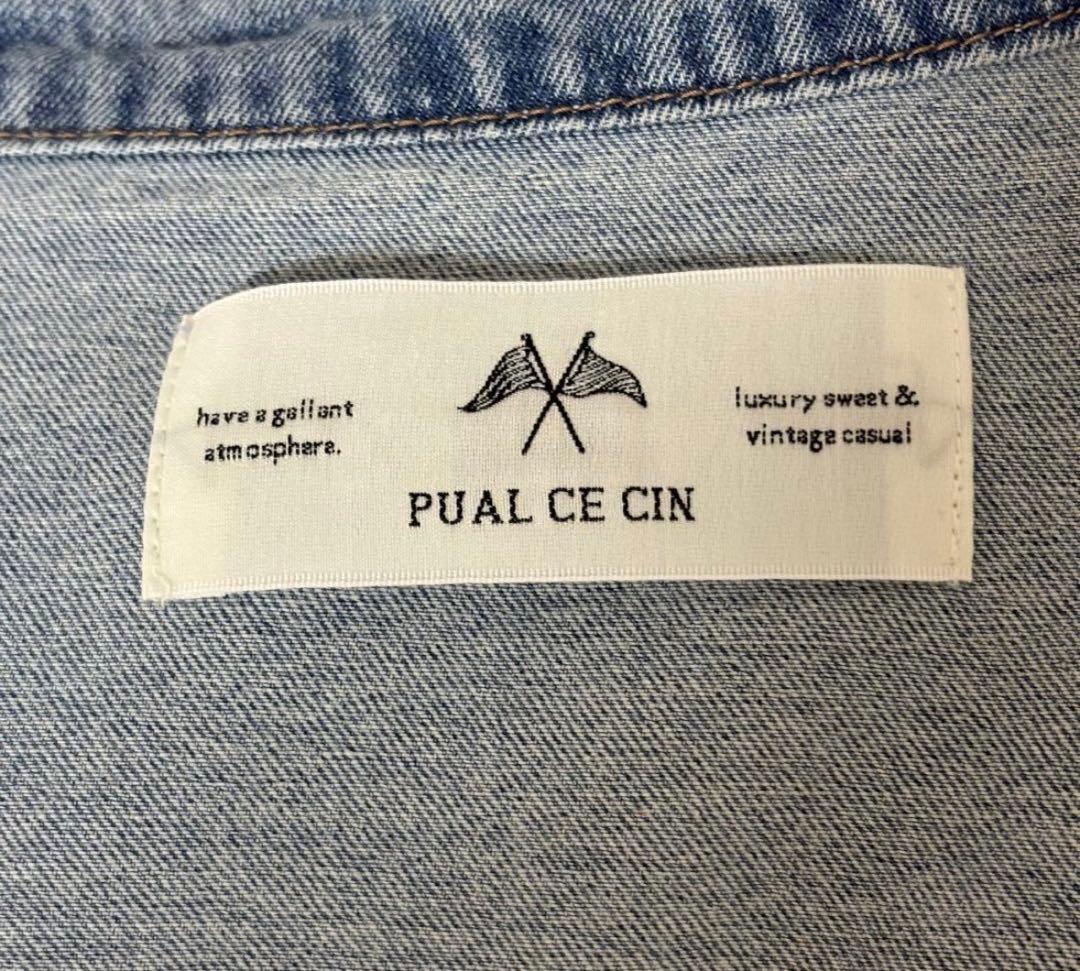 have a gallant
atmosphere.
luxury sweet &
vintage casual
PUAL CE CIN